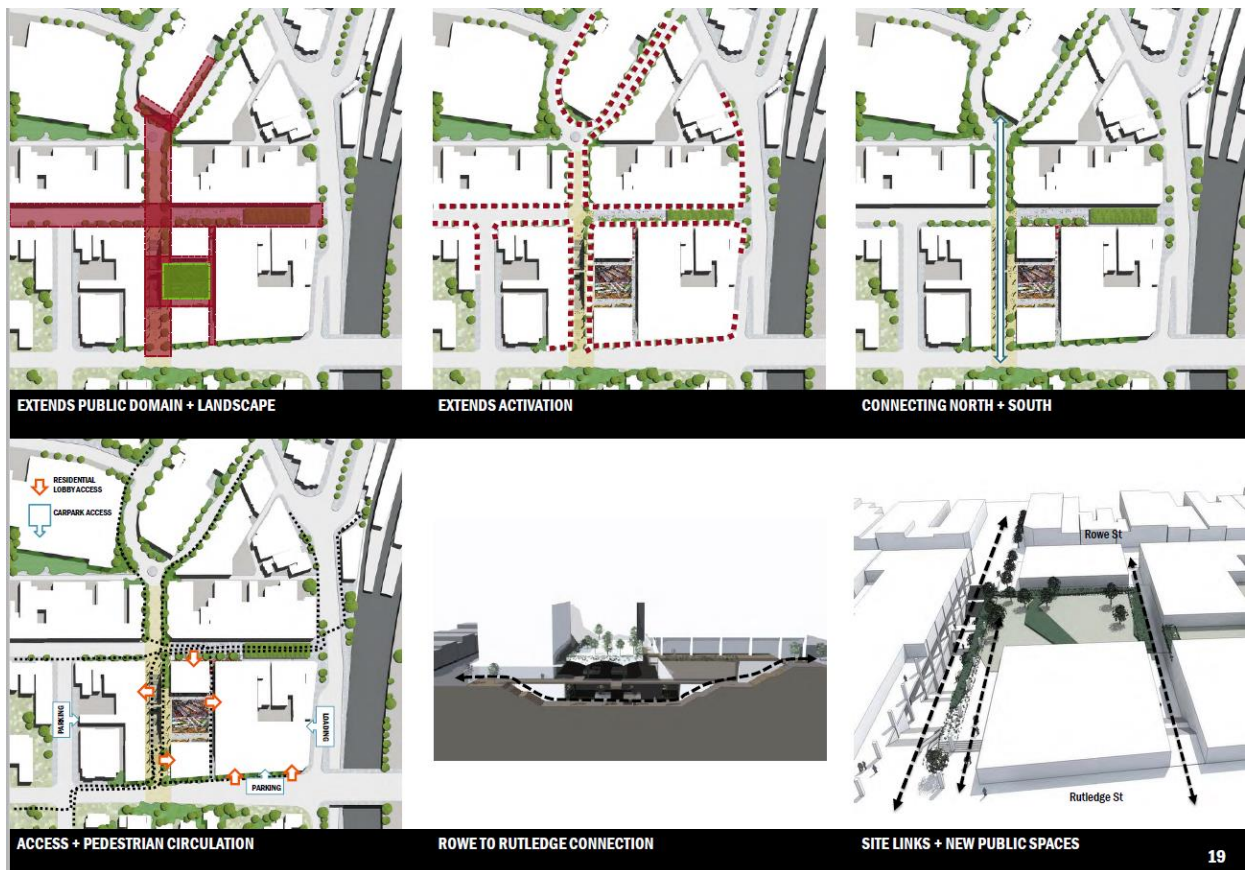 EXTENDS PUBLIC DOMAIN + LANDSCAPE
EXTENDS ACTIVATION
CONNECTING NORTH + SOUTH
RESIDENTIAL
LOBBY ACCESS
CARPARK ACCESS
PARKING
LOADING
PARKING
Rowe St
Rutledge St
ACCESS + PEDESTRIAN CIRCULATION
ROWE TO RUTLEDGE CONNECTION
SITE LINKS + NEW PUBLIC SPACES
19